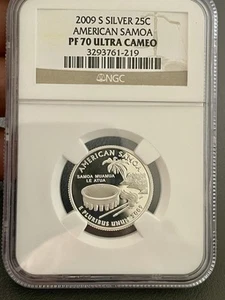 2009 S SILVER 25C
AMERICAN SAMOA
PF 70 ULTRA CAMEO
3293761-219
NGC
AMERICAN SAMOA
SAMOA MUAMUA
LE ATUA
E PLURIBUS UNUM